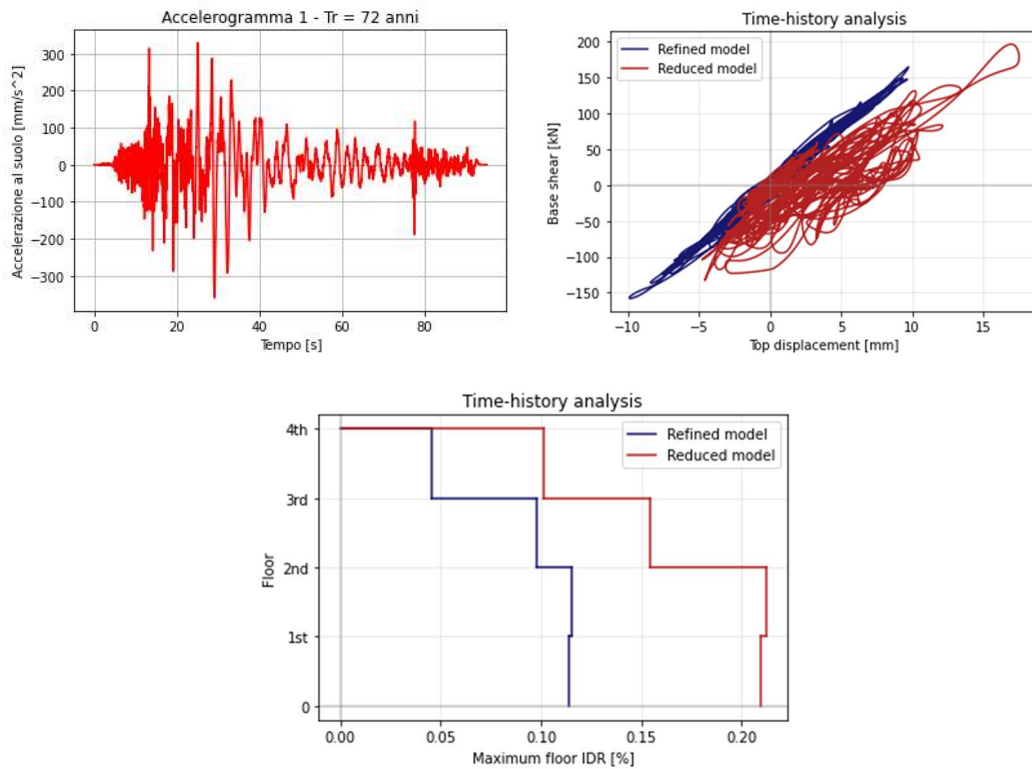 Accelerogramma 1 - Tr = 72 anni
300
200
100
0
−100
−200
−300
Accelerazione al suolo [mm/s^2]
0
20
40
60
80
Tempo [s]
Time-history analysis
Refined model
Reduced model
200
150
100
50
0
−50
−100
−150
Base shear [kN]
−10
−5
0
5
10
15
Top displacement [mm]
Time-history analysis
Refined model
Reduced model
4th
3rd
2nd
1st
0
Floor
0.00
0.05
0.10
0.15
0.20
Maximum floor IDR [%]